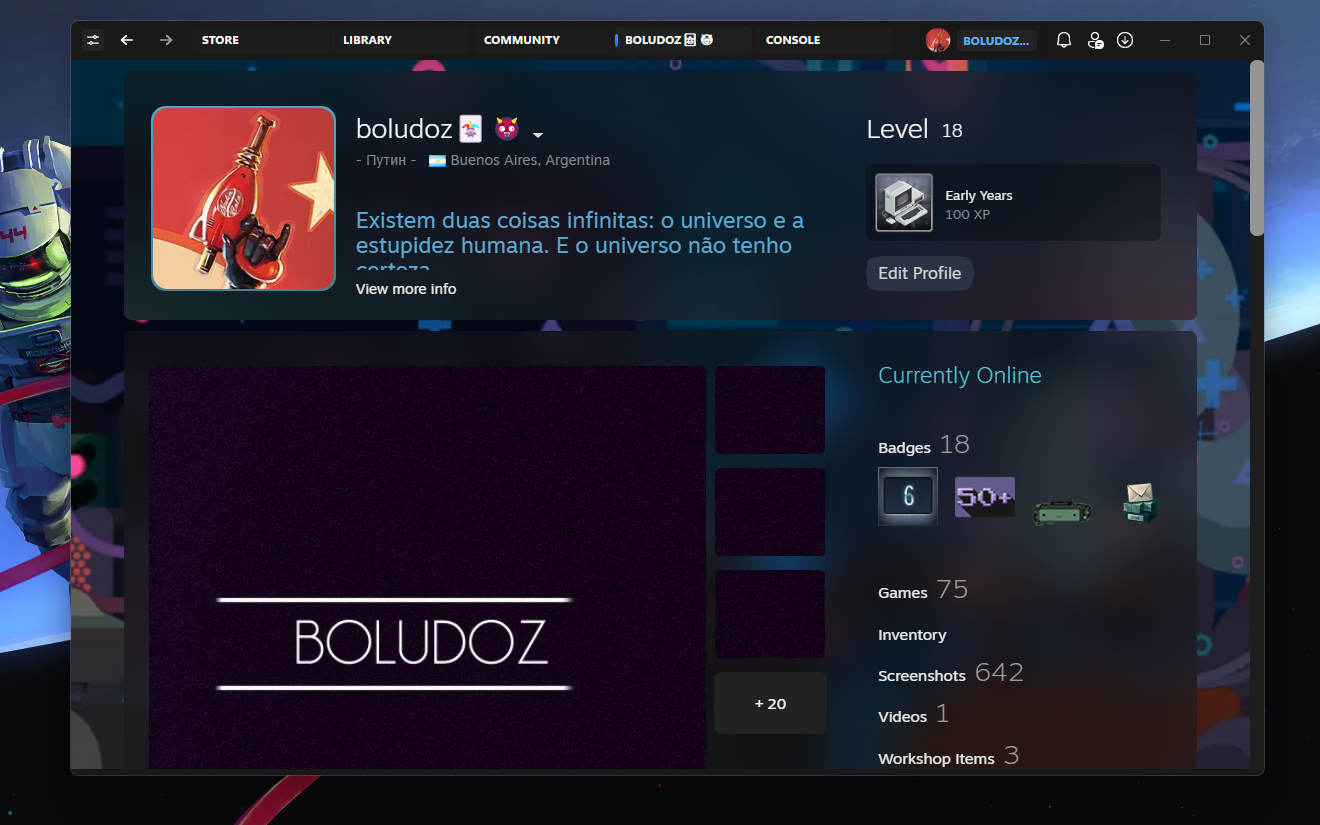 STORE
LIBRARY
COMMUNITY
BOLUDOZ🃏😈
CONSOLE
BOLUDOZ...
boludoz🃏 👿
- Путин - 🇦🇷 Buenos Aires, Argentina
Existem duas coisas infinitas: o universo e a
estupidez humana. E o universo não tenho
certeza
View more info
Level 18
Early Years
100 XP
Edit Profile
BOLUDOZ
+ 20
Currently Online
Badges 18
6
50+
Games 75
Inventory
Screenshots 642
Videos 1
Workshop Items 3
44